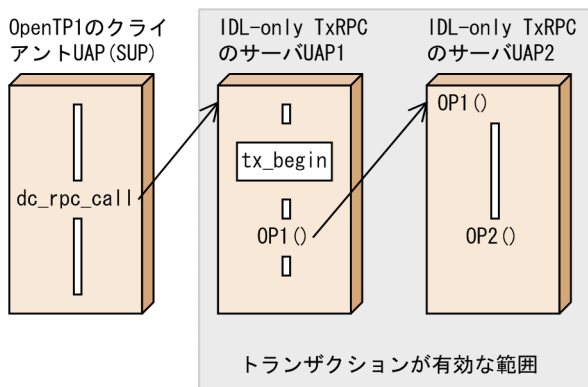 OpenTP1のクライ
アントUAP(SUP)
IDL-only TxRPC
のサーバUAP1
IDL-only TxRPC
のサーバUAP2
dc_rpc_call
tx_begin
OP1()
OP1()
OP2()
トランザクションが有効な範囲